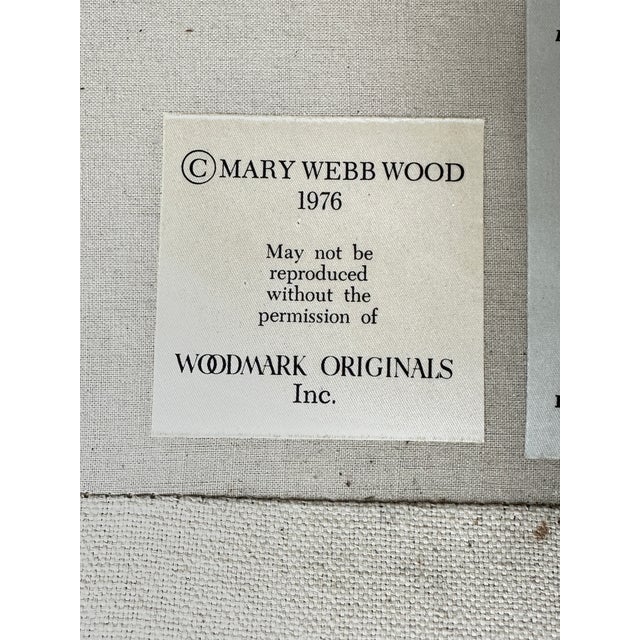 © MARY WEBB WOOD
1976
May not be
reproduced
without the
permission of
WOODMARK ORIGINALS
Inc.